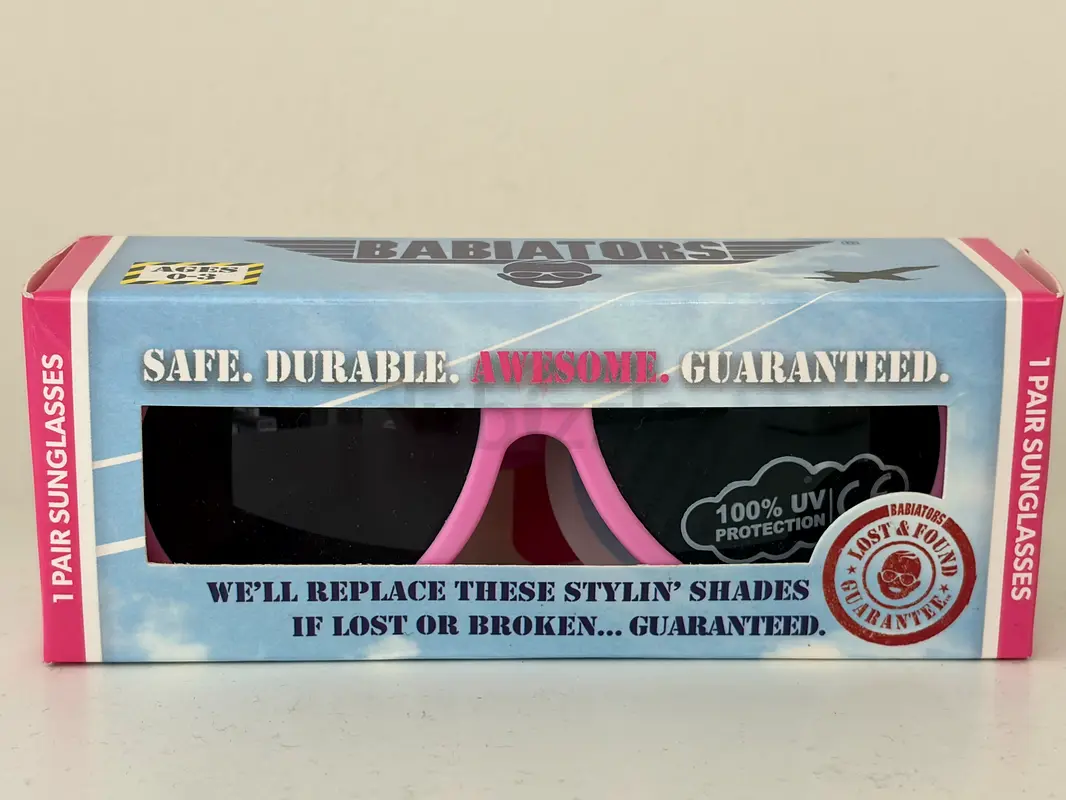 BABIATORS
AGES
0-3
SAFE. DURABLE. AWESOME. GUARANTEED.
1 PAIR SUNGLASSES
1 PAIR SUNGLASSES
100% UV
PROTECTION
CE
BABIATORS
LOST & FOUND
GUARANTEE
WE'LL REPLACE THESE STYLIN' SHADES
IF LOST OR BROKEN... GUARANTEED.